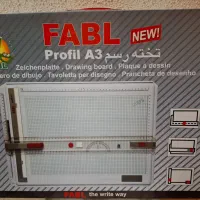 FABL NEW!
Profil A3 تخته رسم
Zeichenplatte . Drawing board . Plaque a dessin
ero de dibujo . Tavoletta per disegno . Prancheta de desenho
FABL the write way